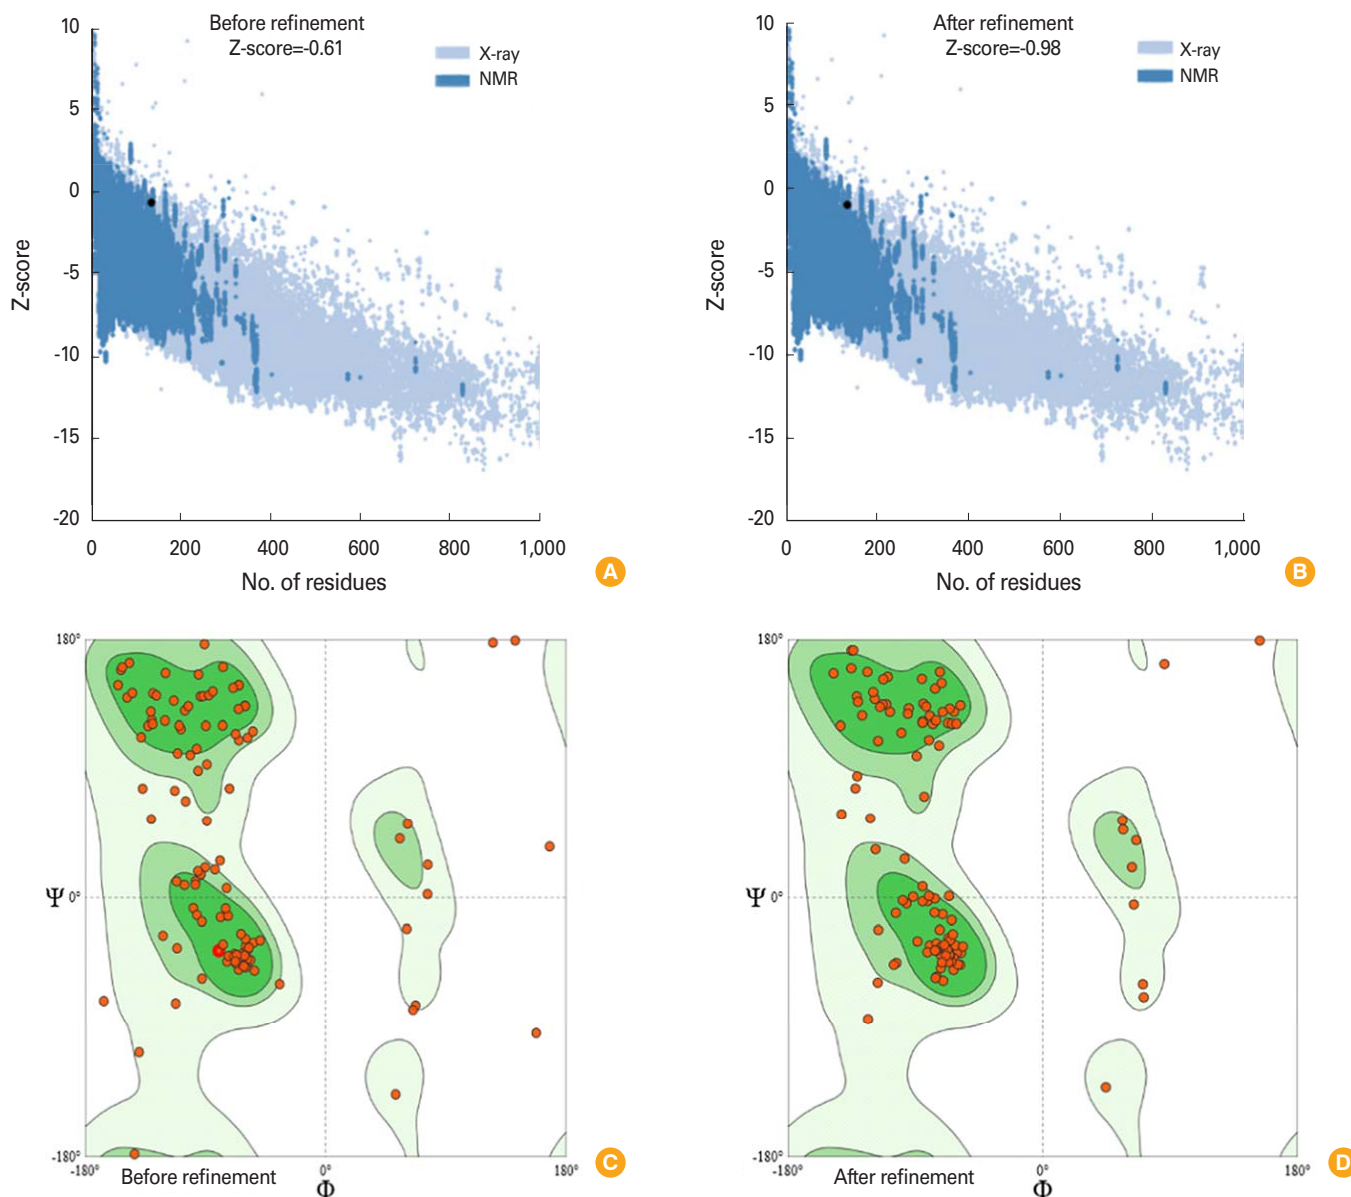 Before refinement
Z-score=-0.61
X-ray
NMR
10
5
0
-5
-10
-15
-20
Z-score
0 200 400 600 800 1,000
No. of residues
A
After refinement
Z-score=-0.98
X-ray
NMR
10
5
0
-5
-10
-15
-20
Z-score
0 200 400 600 800 1,000
No. of residues
B
180°
Ψ 0°
-180°
-180° 0° 180°
Before refinement
Φ
C
180°
Ψ 0°
-180°
-180° 0° 180°
After refinement
Φ
D